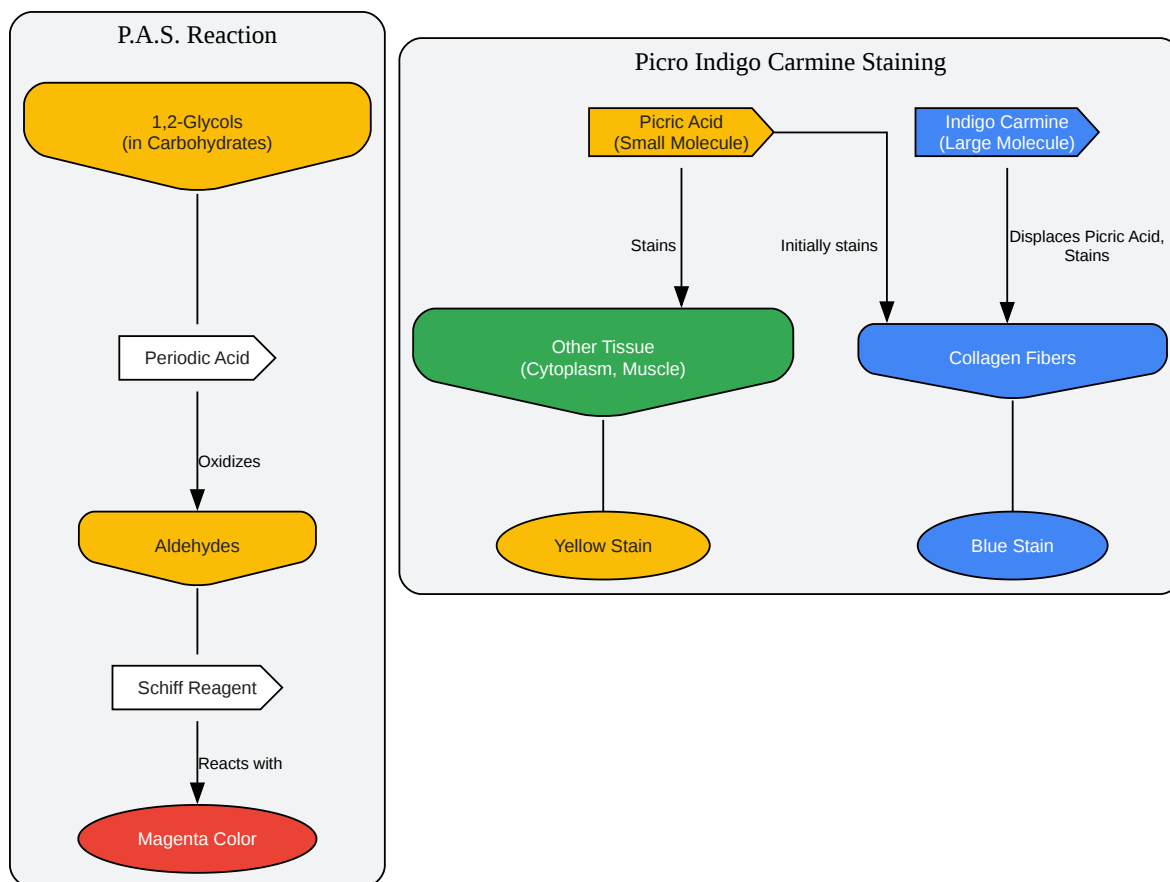 P.A.S. Reaction
1,2-Glycols
(in Carbohydrates)
Periodic Acid
Oxidizes
Aldehydes
Schiff Reagent
Reacts with
Magenta Color
Picro Indigo Carmine Staining
Picric Acid
(Small Molecule)
Indigo Carmine
(Large Molecule)
Stains
Initially stains
Displaces Picric Acid,
Stains
Other Tissue
(Cytoplasm, Muscle)
Collagen Fibers
Yellow Stain
Blue Stain